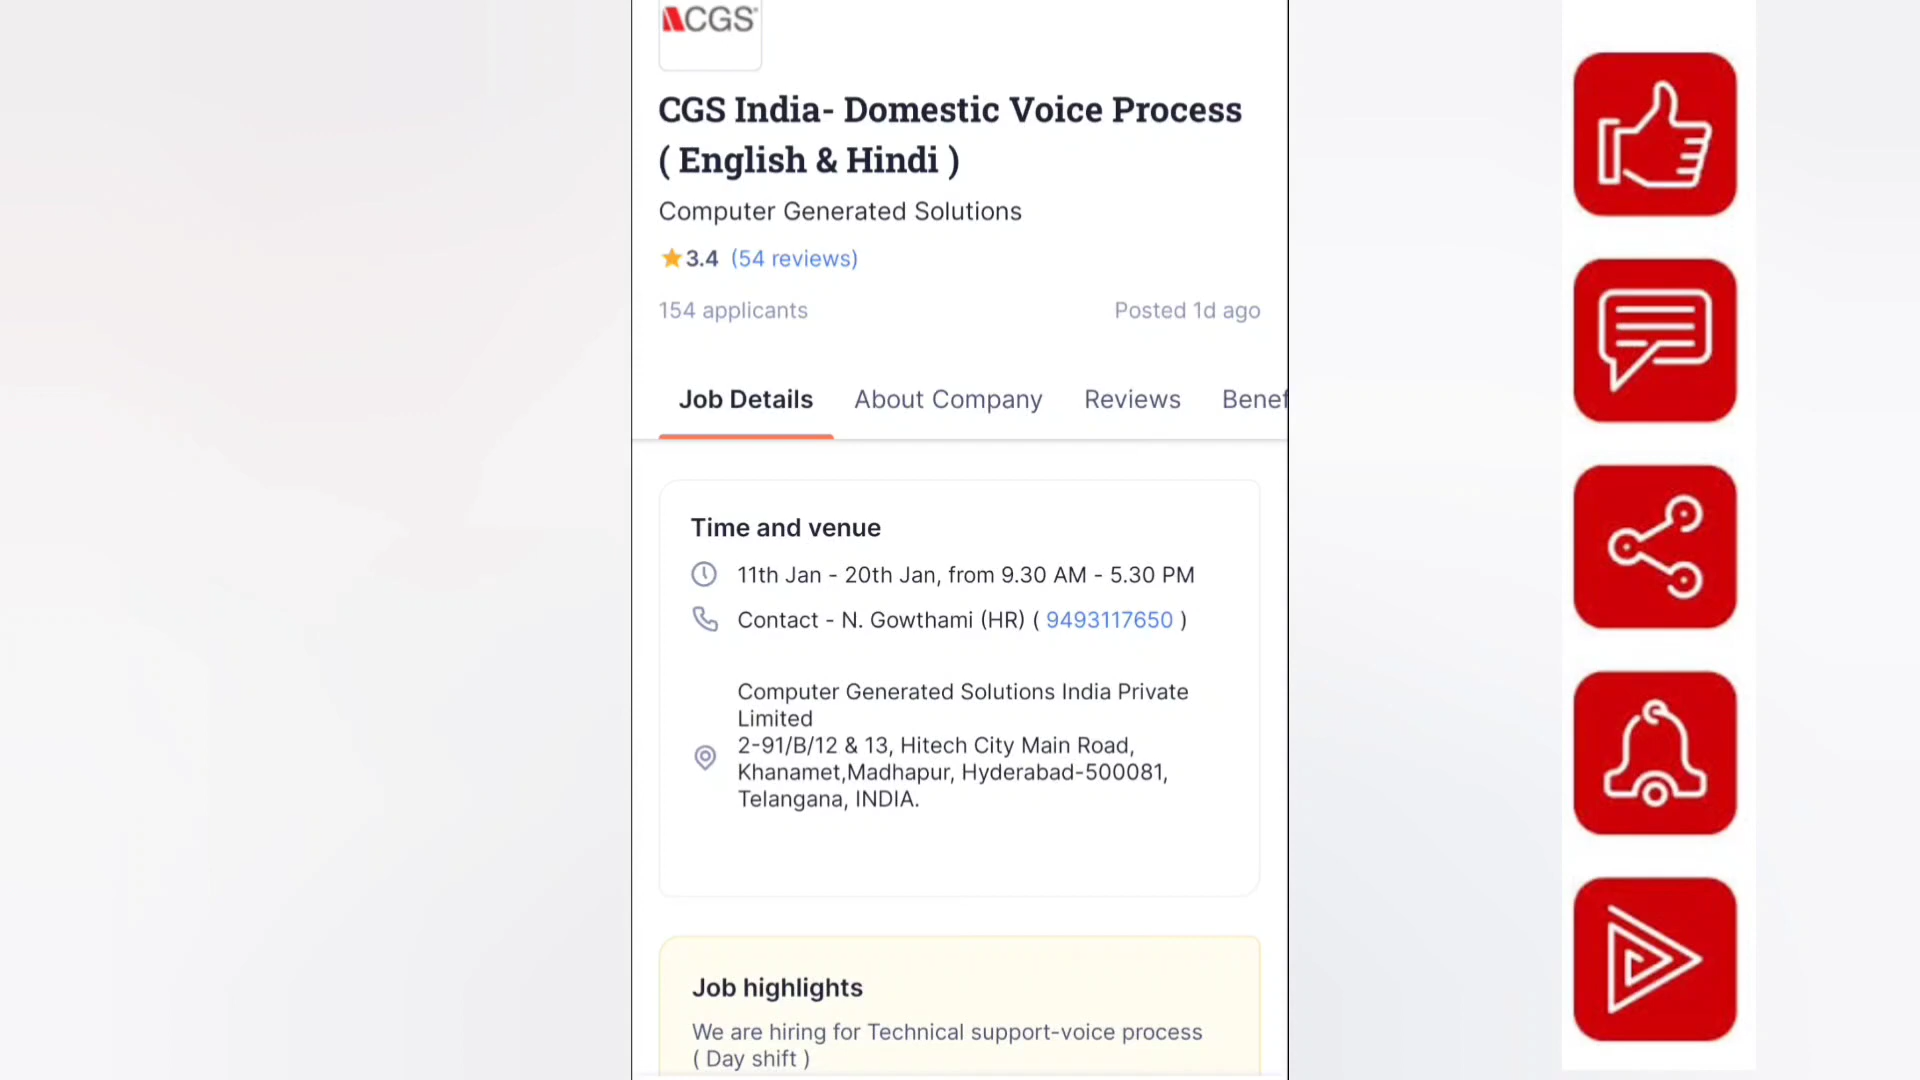 CGS
CGS India- Domestic Voice Process
( English & Hindi )
Computer Generated Solutions
3.4 (54 reviews)
154 applicants Posted 1d ago
Job Details About Company Reviews Benef
Time and venue
11th Jan - 20th Jan, from 9.30 AM - 5.30 PM
Contact - N. Gowthami (HR) ( 9493117650 )
Computer Generated Solutions India Private
Limited
2-91/B/12 & 13, Hitech City Main Road,
Khanamet,Madhapur, Hyderabad-500081,
Telangana, INDIA.
Job highlights
We are hiring for Technical support-voice process
( Day shift )